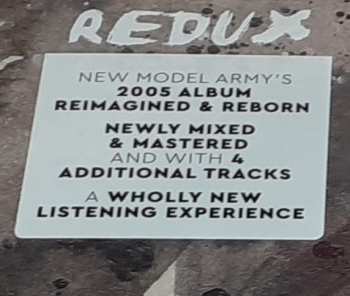 REDUX
NEW MODEL ARMY'S
2005 ALBUM
REIMAGINED & REBORN
NEWLY MIXED
& MASTERED
AND WITH 4
ADDITIONAL TRACKS
A WHOLLY NEW
LISTENING EXPERIENCE